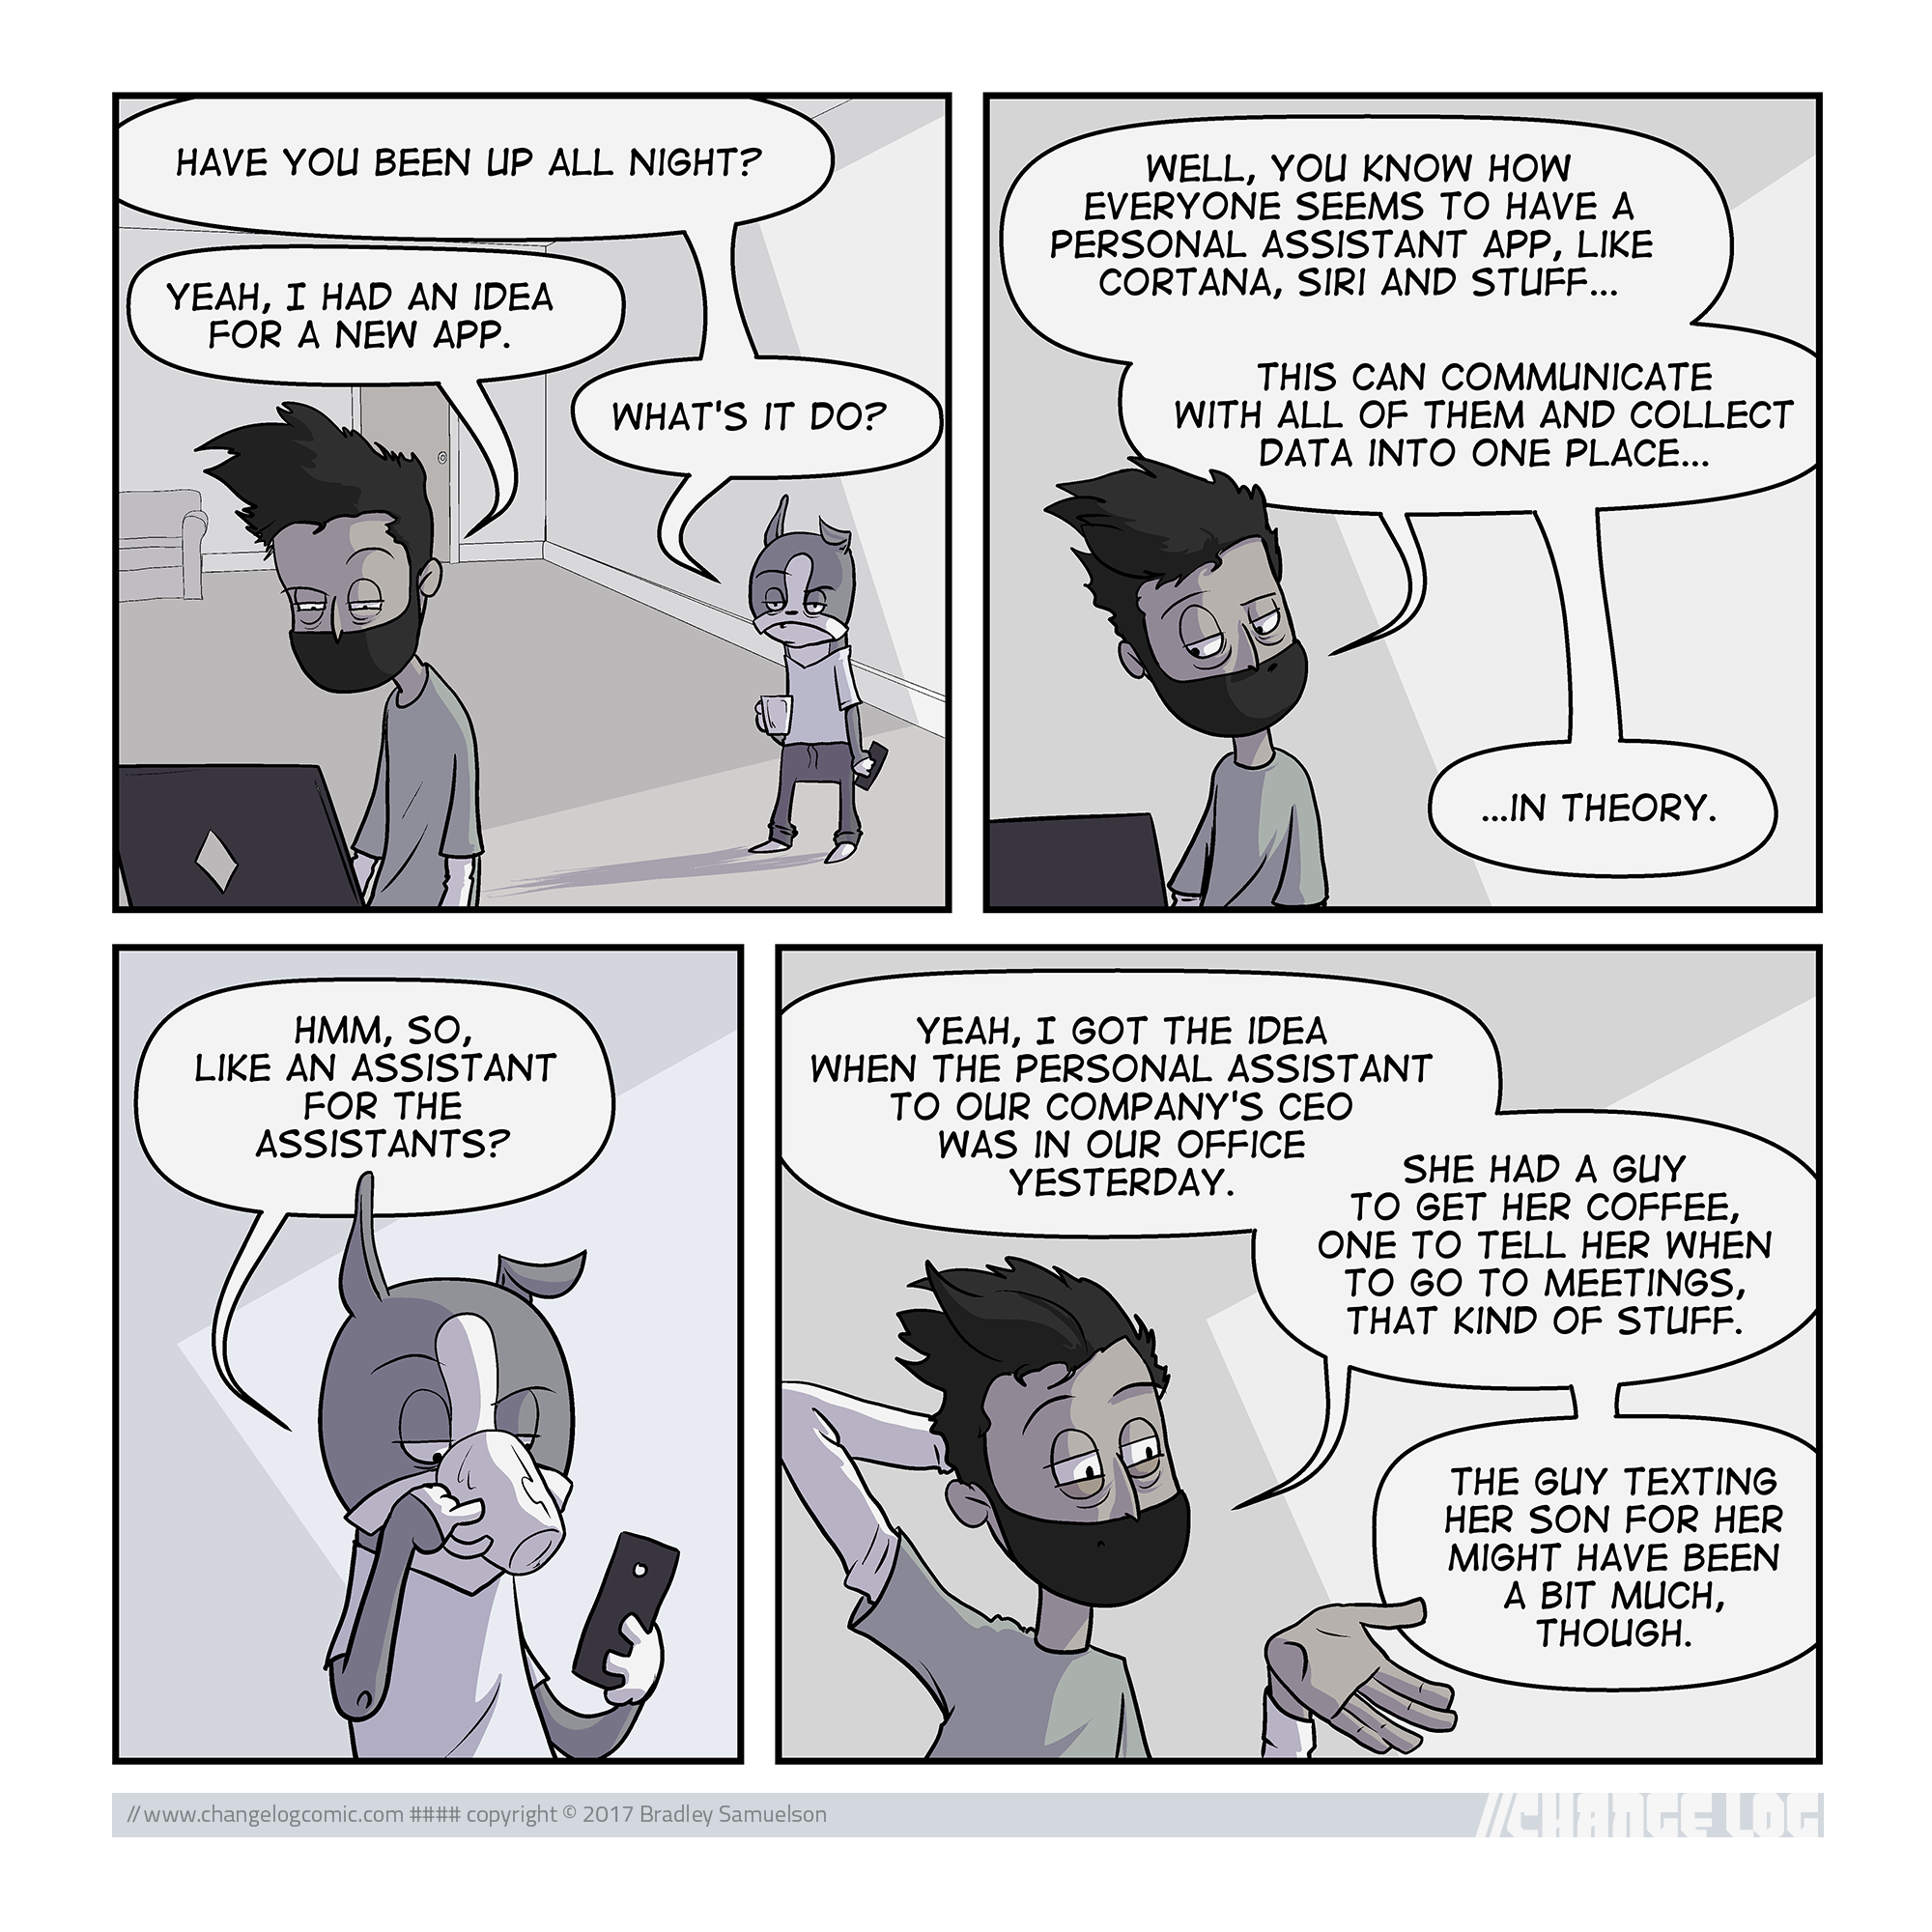 HAVE YOU BEEN UP ALL NIGHT?
YEAH, I HAD AN IDEA
FOR A NEW APP.
WHAT'S IT DO?
WELL, YOU KNOW HOW
EVERYONE SEEMS TO HAVE A
PERSONAL ASSISTANT APP, LIKE
CORTANA, SIRI AND STUFF...
THIS CAN COMMUNICATE
WITH ALL OF THEM AND COLLECT
DATA INTO ONE PLACE...
...IN THEORY.
HMM, SO,
LIKE AN ASSISTANT
FOR THE
ASSISTANTS?
YEAH, I GOT THE IDEA
WHEN THE PERSONAL ASSISTANT
TO OUR COMPANY'S CEO
WAS IN OUR OFFICE
YESTERDAY.
SHE HAD A GUY
TO GET HER COFFEE,
ONE TO TELL HER WHEN
TO GO TO MEETINGS,
THAT KIND OF STUFF.
THE GUY TEXTING
HER SON FOR HER
MIGHT HAVE BEEN
A BIT MUCH,
THOUGH.
// www.changelogcomic.com #### copyright © 2017 Bradley Samuelson
//CHANGE LOG